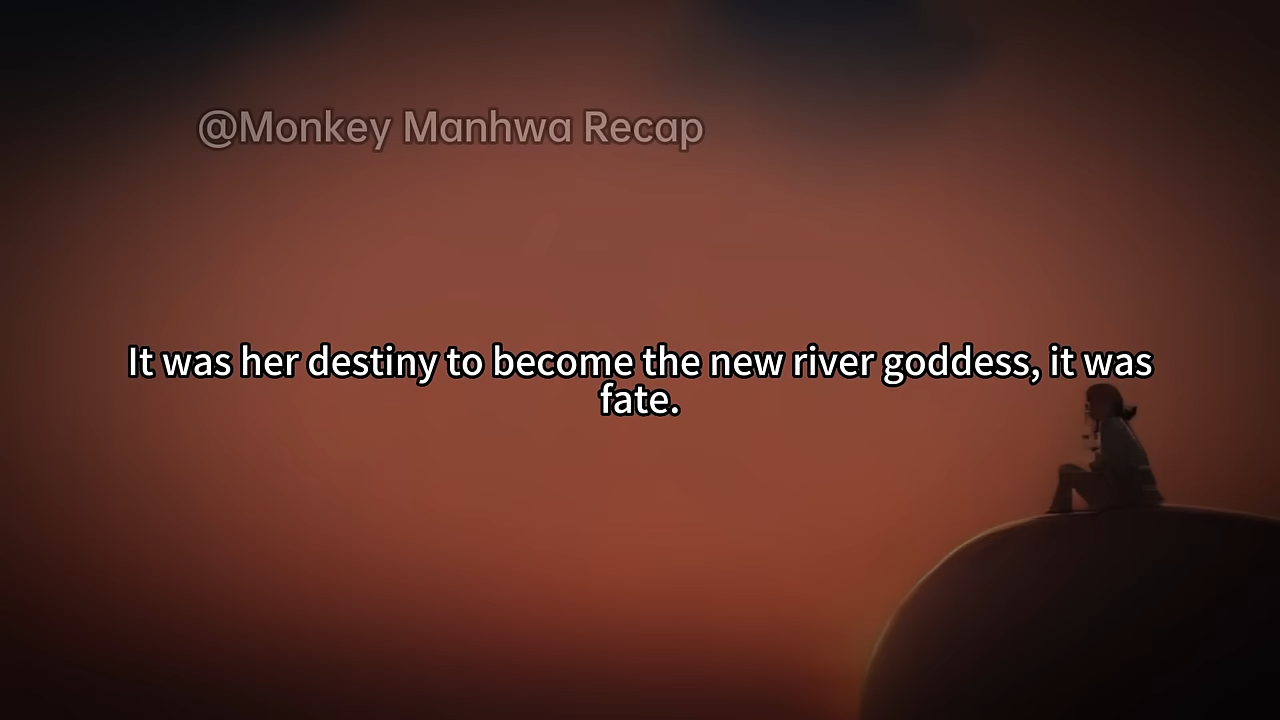 @Monkey Manhwa Recap
It was her destiny to become the new river goddess, it was
fate.